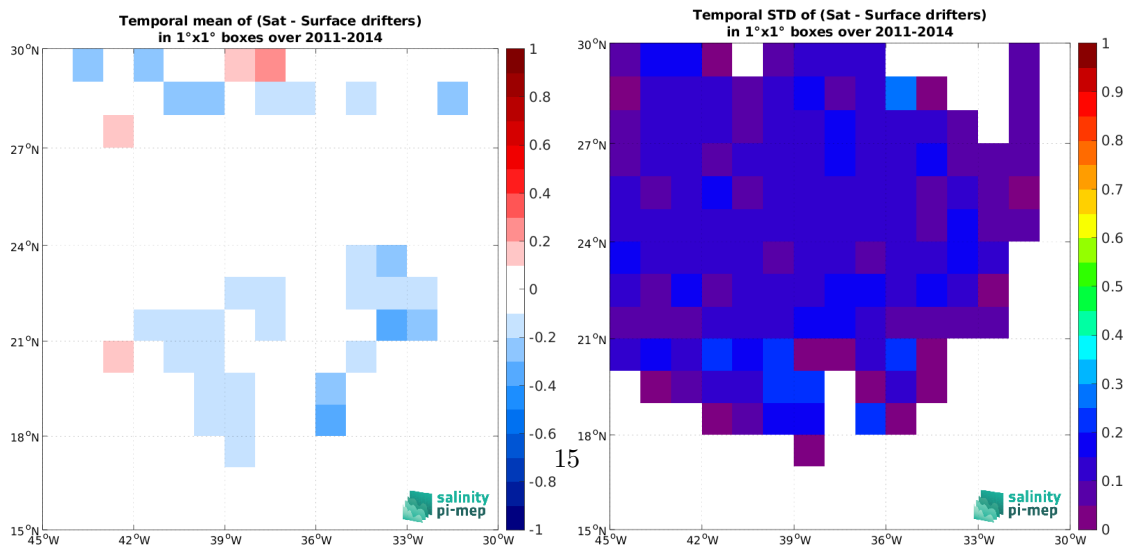 Temporal mean of (Sat - Surface drifters)
in 1°x1° boxes over 2011-2014
30°N
27°N
24°N
21°N
18°N
15°N
45°W
42°W
39°W
36°W
33°W
30°W
1
0.8
0.6
0.4
0.2
0
-0.2
-0.4
-0.6
-0.8
-1
salinity
pi-mep
15
Temporal STD of (Sat - Surface drifters)
in 1°x1° boxes over 2011-2014
30°N
27°N
24°N
21°N
18°N
15°N
45°W
42°W
39°W
36°W
33°W
30°W
1
0.9
0.8
0.7
0.6
0.5
0.4
0.3
0.2
0.1
0
salinity
pi-mep